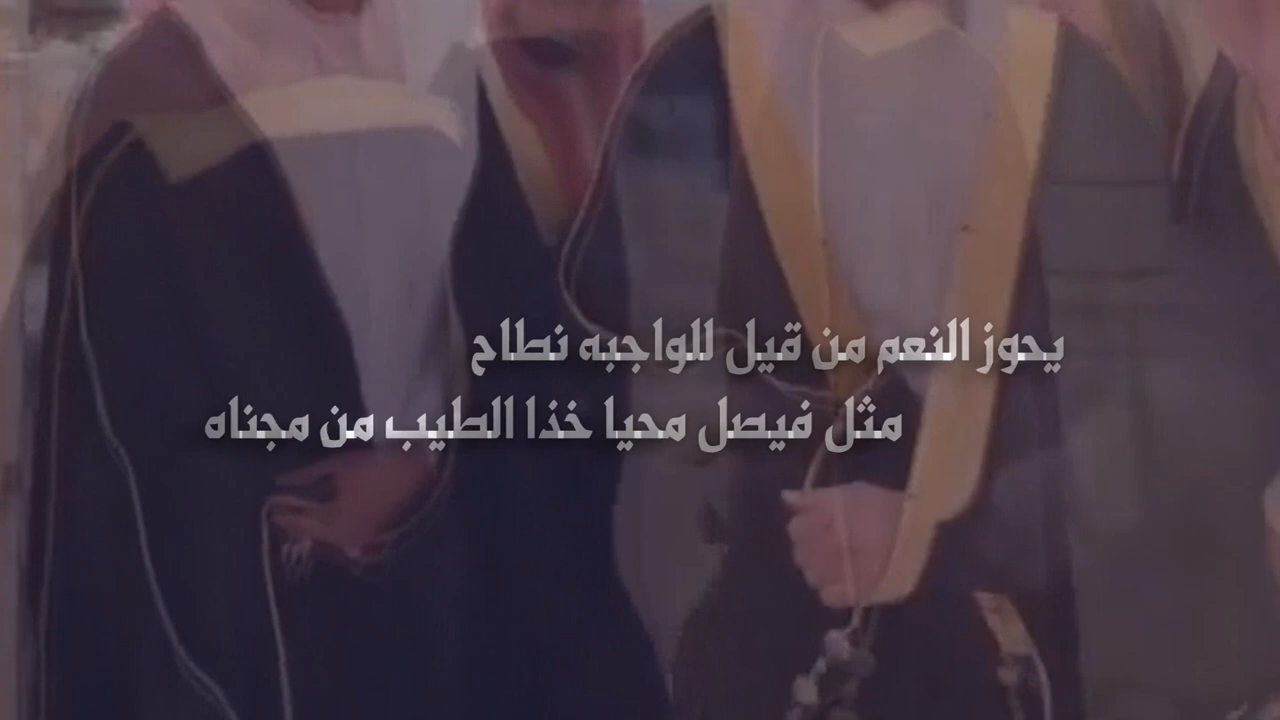 يحوز النعم من قيل للواجبه نطاح
مثل فيصل محيا خذا الطيب من مجناه